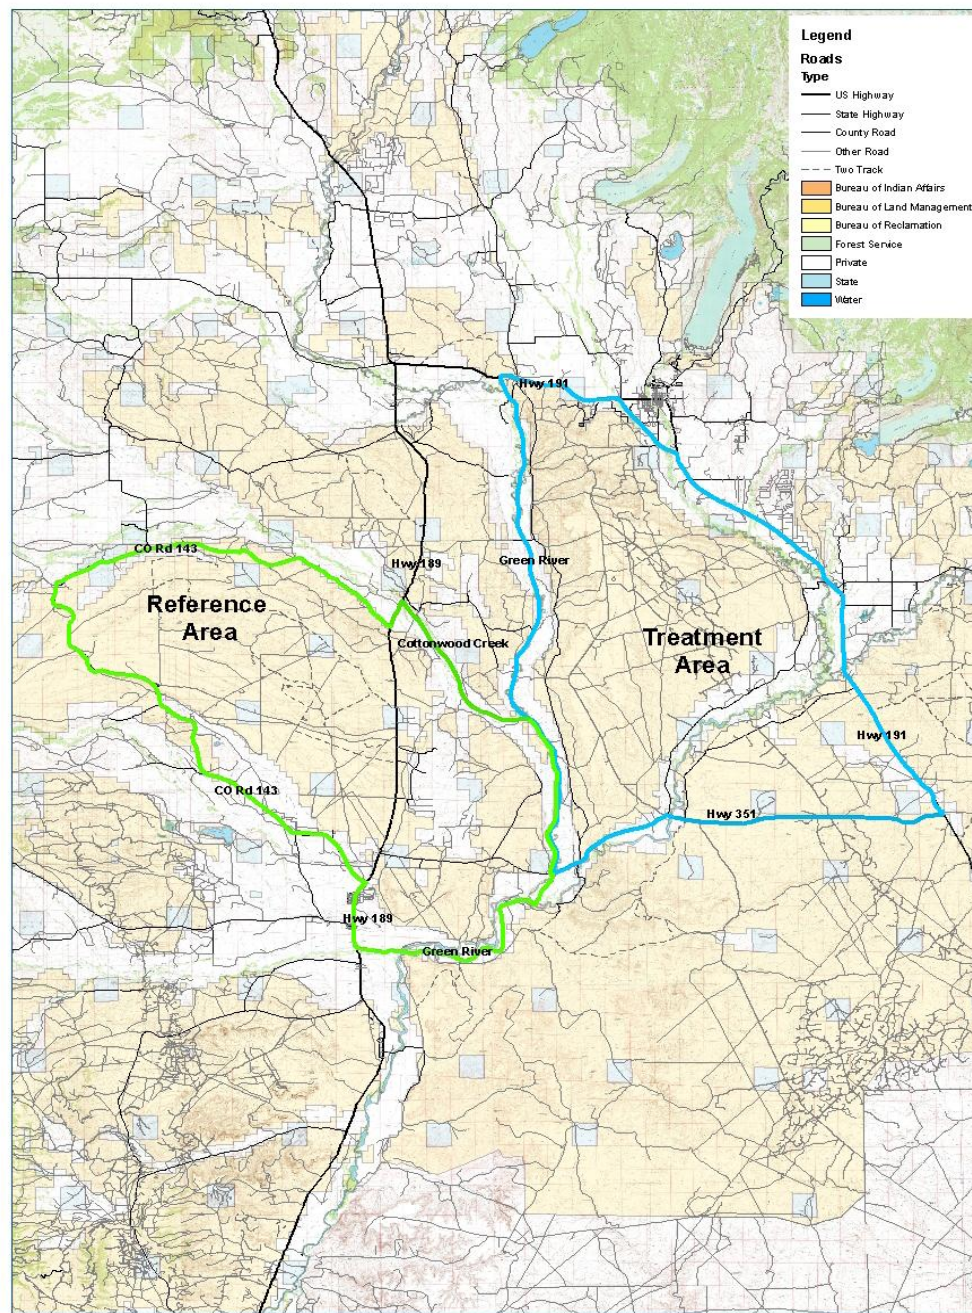 Legend
Roads
Type
US Highway
State Highway
County Road
Other Road
Two Track
Bureau of Indian Affairs
Bureau of Land Management
Bureau of Reclamation
Forest Service
Private
State
Water
Hwy 191
CO Rd 143
Hwy 189
Green River
Reference
Area
Cottonwood Creek
Treatment
Area
Hwy 191
CO Rd 143
Hwy 351
Hwy 189
Green River